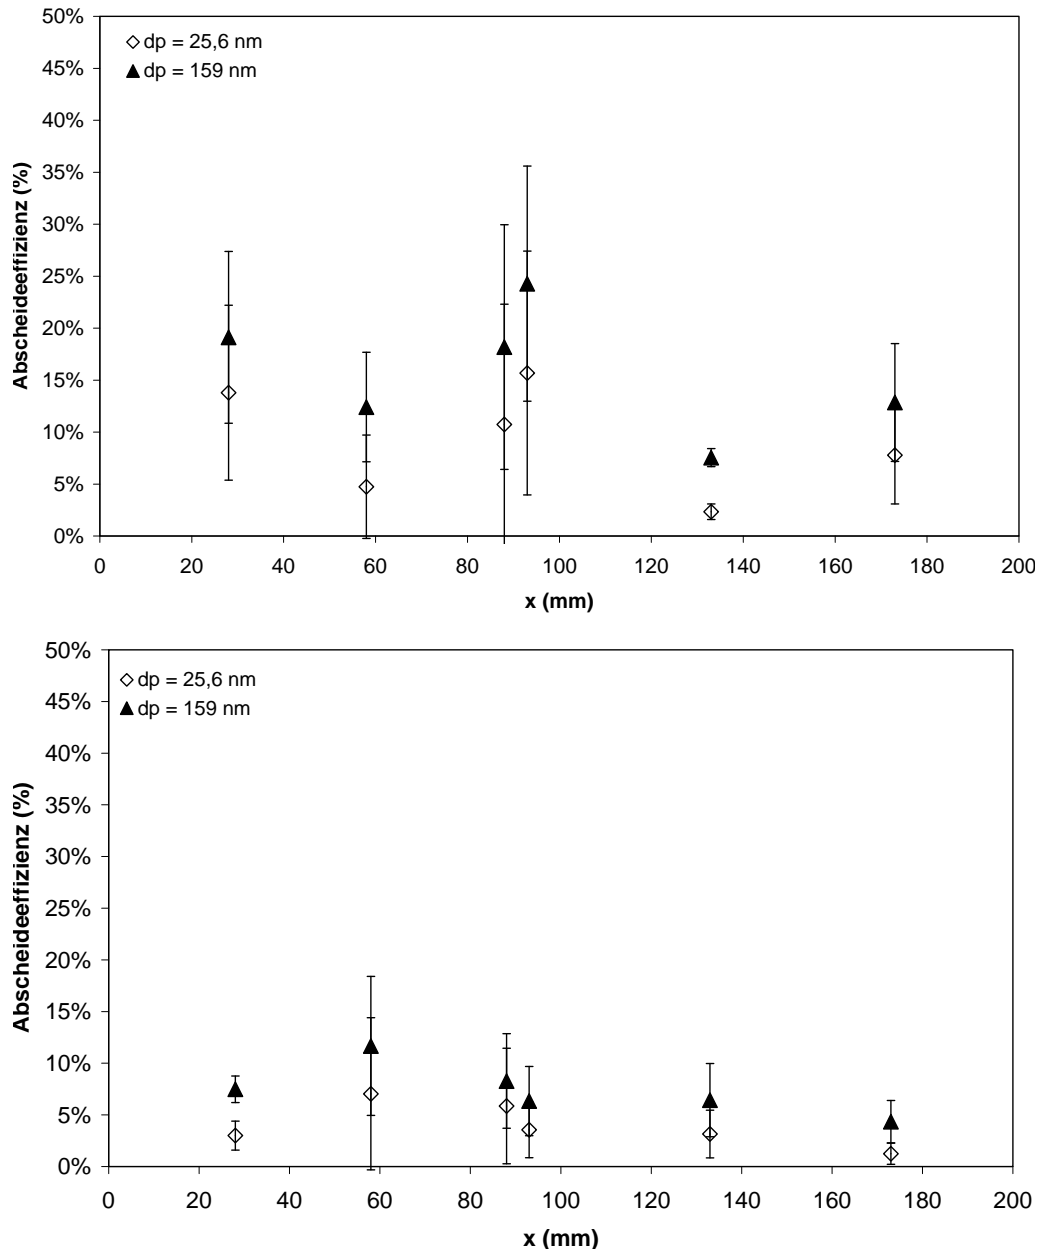 50%
dp = 25,6 nm
45%
dp = 159 nm
40%
35%
30%
25%
20%
15%
10%
5%
0%
Abscheideeffizienz (%)
0 20 40 60 80 100 120 140 160 180 200
x (mm)
50%
dp = 25,6 nm
45%
dp = 159 nm
40%
35%
30%
25%
20%
15%
10%
5%
0%
Abscheideeffizienz (%)
0 20 40 60 80 100 120 140 160 180 200
x (mm)